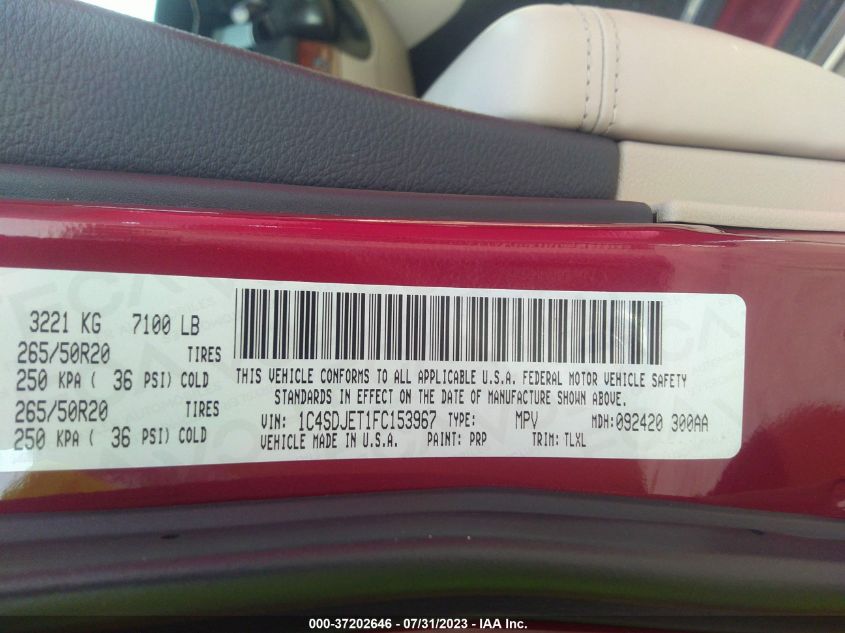 3221 KG 7100 LB
265/50R20 TIRES
250 KPA ( 36 PSI) COLD
265/50R20 TIRES
250 KPA ( 36 PSI) COLD
THIS VEHICLE CONFORMS TO ALL APPLICABLE U.S.A. FEDERAL MOTOR VEHICLE SAFETY
STANDARDS IN EFFECT ON THE DATE OF MANUFACTURE SHOWN ABOVE.
VIN: 1C4SDJET1FC153967 TYPE: MPV MDH: 092420 300AA
VEHICLE MADE IN U.S.A. PAINT: PRP TRIM: TLXL
000-37202646 - 07/31/2023 - IAA Inc.